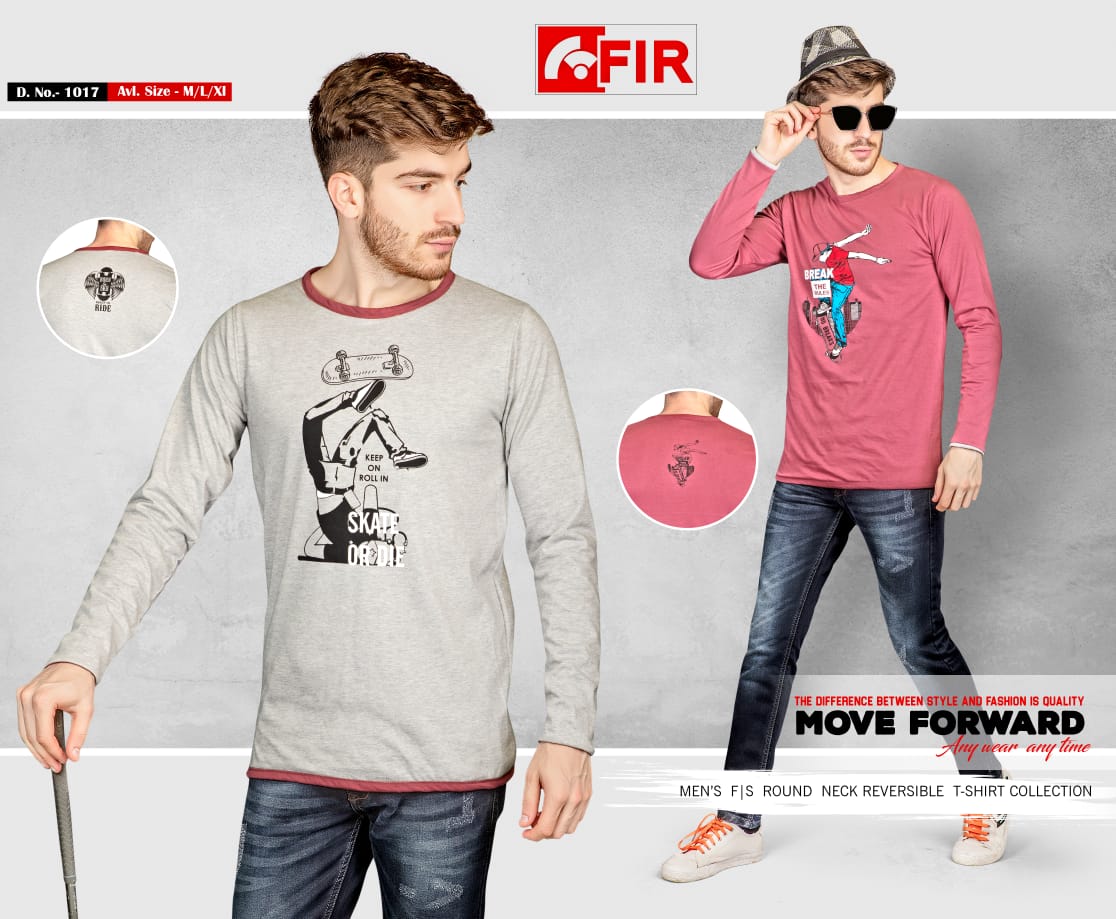 FIR
D. No.- 1017 Avl. Size - M/L/Xl
RIDE
KEEP
ON
ROLL IN
SKATE
OR DIE
BREAK
THE
RULES
THE DIFFERENCE BETWEEN STYLE AND FASHION IS QUALITY
MOVE FORWARD
Any wear any time
MEN'S F|S ROUND NECK REVERSIBLE T-SHIRT COLLECTION